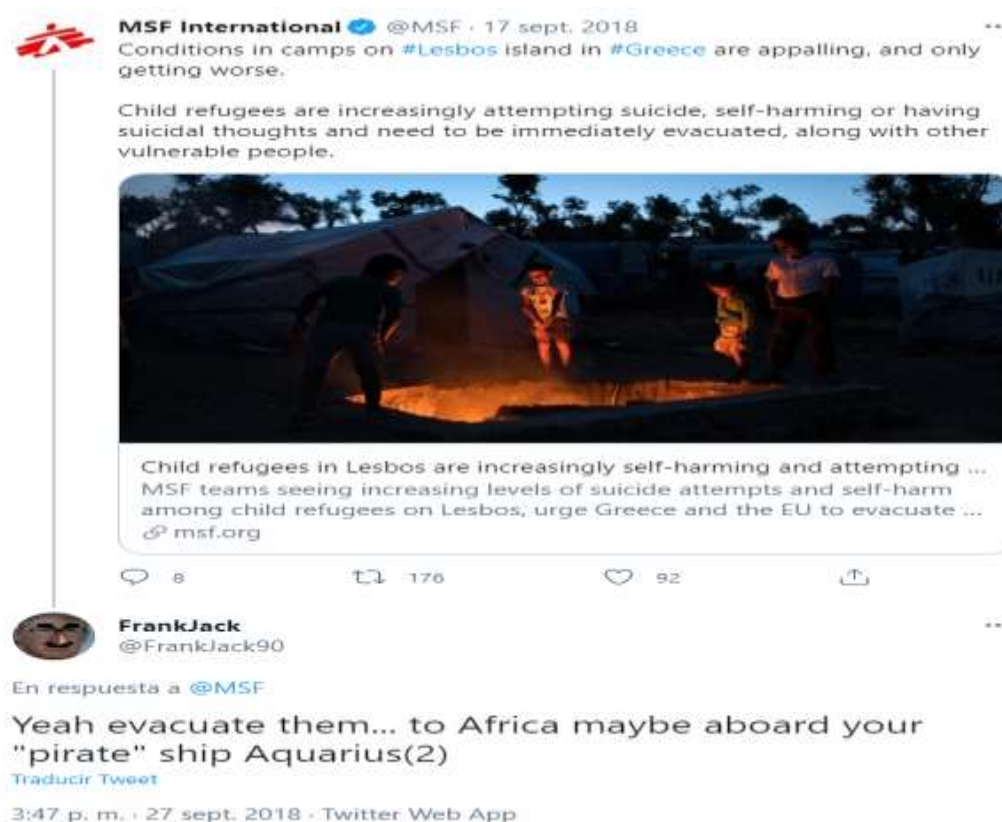 MSF International @MSF · 17 sept. 2018
Conditions in camps on #Lesbos island in #Greece are appalling, and only
getting worse.
Child refugees are increasingly attempting suicide, self-harming or having
suicidal thoughts and need to be immediately evacuated, along with other
vulnerable people.
Child refugees in Lesbos are increasingly self-harming and attempting ...
MSF teams seeing increasing levels of suicide attempts and self-harm
among child refugees on Lesbos, urge Greece and the EU to evacuate ...
msf.org
8 176 92
FrankJack
@FrankJack90
En respuesta a @MSF
Yeah evacuate them... to Africa maybe aboard your
"pirate" ship Aquarius(2)
Traducir Tweet
3:47 p. m. · 27 sept. 2018 · Twitter Web App